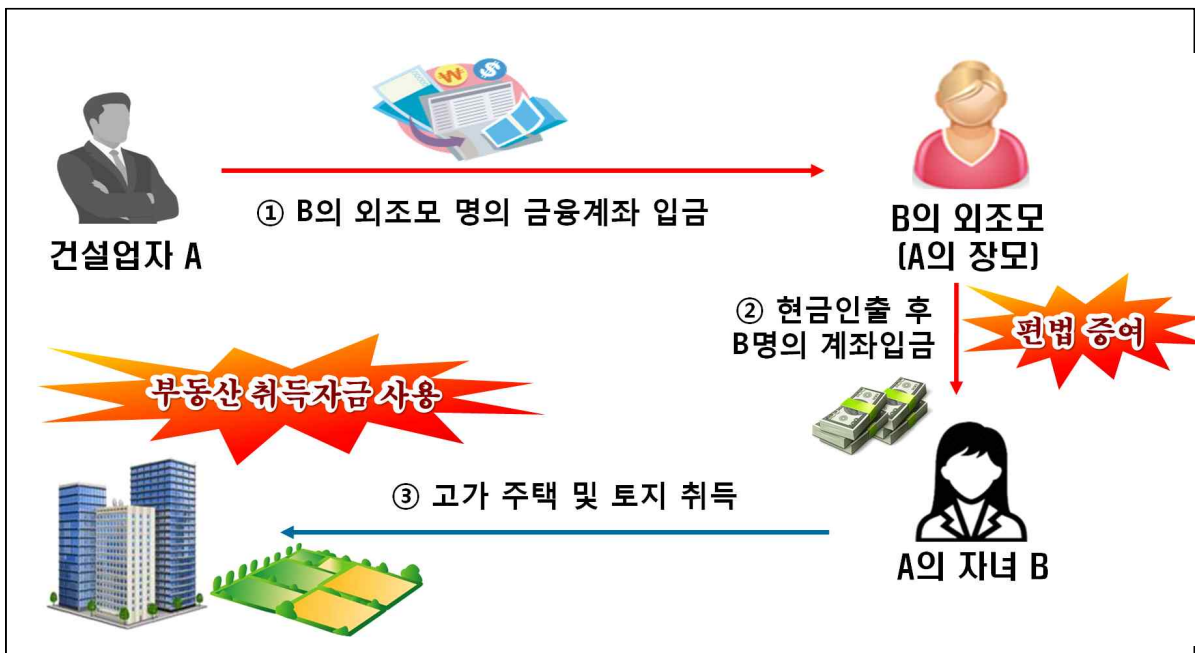 ₩ $
① B의 외조모 명의 금융계좌 입금
건설업자 A
B의 외조모
(A의 장모)
② 현금인출 후
B명의 계좌입금
편법 증여
부동산 취득자금 사용
③ 고가 주택 및 토지 취득
A의 자녀 B